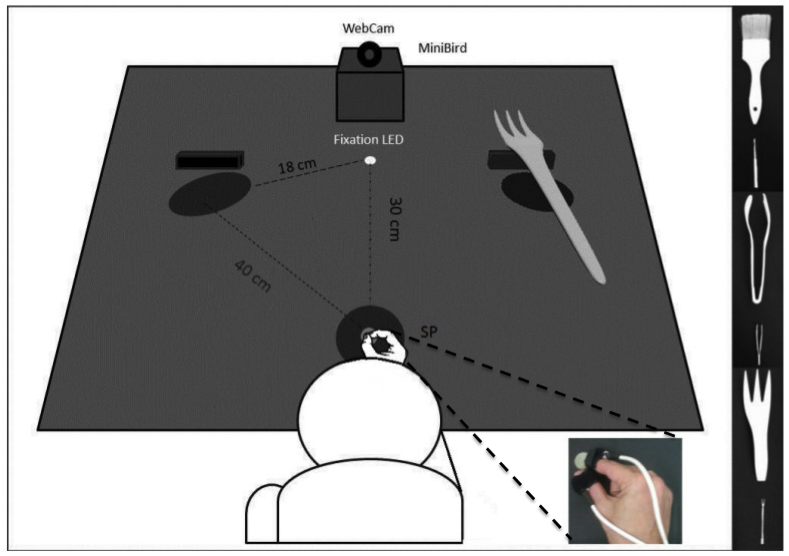 WebCam
MiniBird
Fixation LED
18 cm
30 cm
40 cm
SP